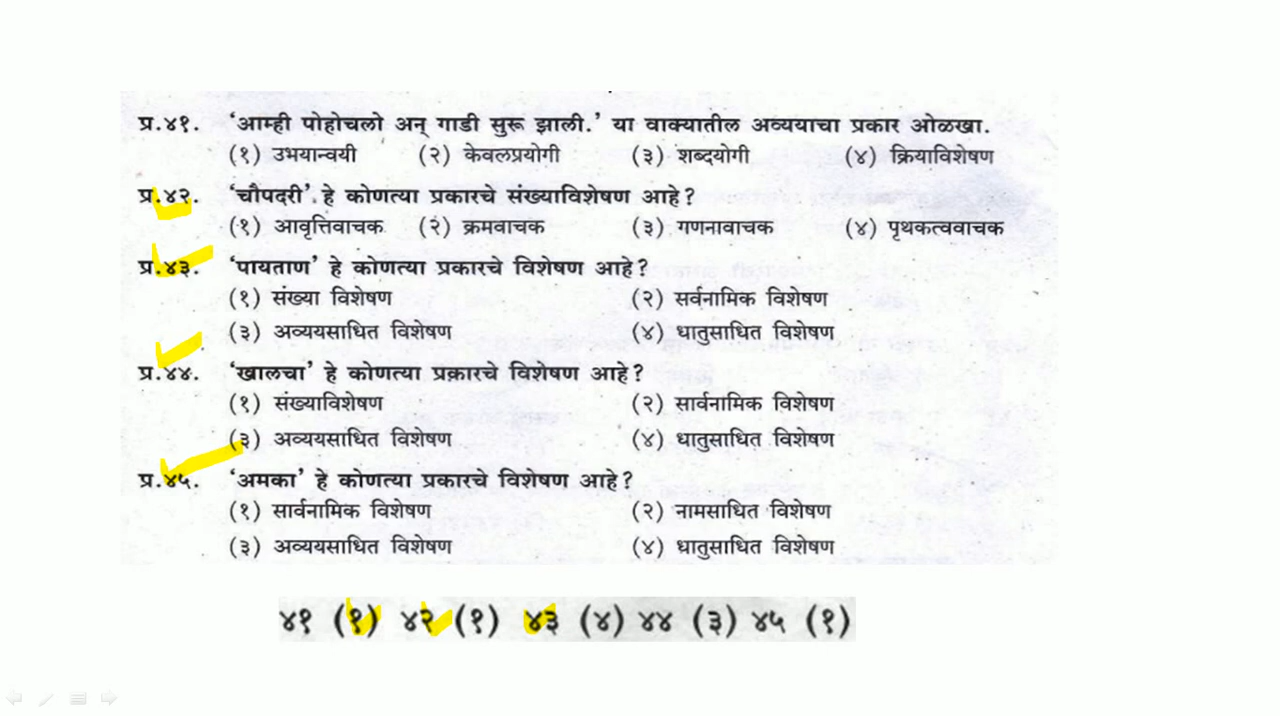 प्र.४१. ‘आम्ही पोहोचलो अन् गाडी सुरू झाली.’ या वाक्यातील अव्ययाचा प्रकार ओळखा.
(१) उभयान्वयी (२) केवलप्रयोगी (३) शब्दयोगी (४) क्रियाविशेषण
प्र.४२. ‘चौपदरी’ हे कोणत्या प्रकारचे संख्याविशेषण आहे?
(१) आवृत्तिवाचक (२) क्रमवाचक (३) गणनावाचक (४) पृथकत्ववाचक
प्र.४३. ‘पायताण’ हे कोणत्या प्रकारचे विशेषण आहे?
(१) संख्या विशेषण (२) सर्वनामिक विशेषण
(३) अव्ययसाधित विशेषण (४) धातुसाधित विशेषण
प्र.४४. ‘खालचा’ हे कोणत्या प्रकारचे विशेषण आहे?
(१) संख्याविशेषण (२) सार्वनामिक विशेषण
(३) अव्ययसाधित विशेषण (४) धातुसाधित विशेषण
प्र.४५. ‘अमका’ हे कोणत्या प्रकारचे विशेषण आहे?
(१) सार्वनामिक विशेषण (२) नामसाधित विशेषण
(३) अव्ययसाधित विशेषण (४) धातुसाधित विशेषण
४१ (१) ४२ (१) ४३ (४) ४४ (३) ४५ (१)